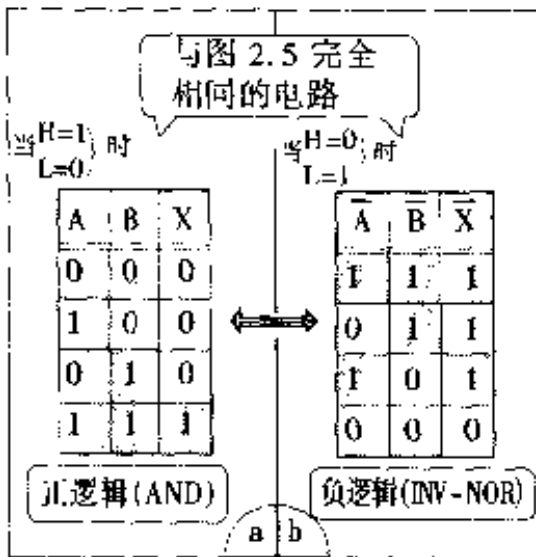 与图 2.5 完全
相同的电路
当H=1
L=0}时
当H=0
L=1}时
A B X
0 0 0
1 0 0
0 1 0
1 1 1
A̅ B̅ X̅
1 1 1
0 1 1
1 0 1
0 0 0
正逻辑(AND)
负逻辑(INV-NOR)
a b